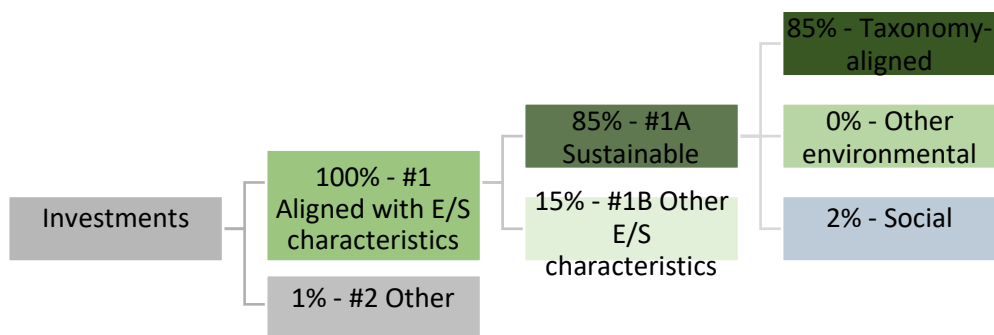 Investments
100% - #1
Aligned with E/S
characteristics
1% - #2 Other
85% - #1A
Sustainable
15% - #1B Other
E/S
characteristics
85% - Taxonomy-
aligned
0% - Other
environmental
2% - Social